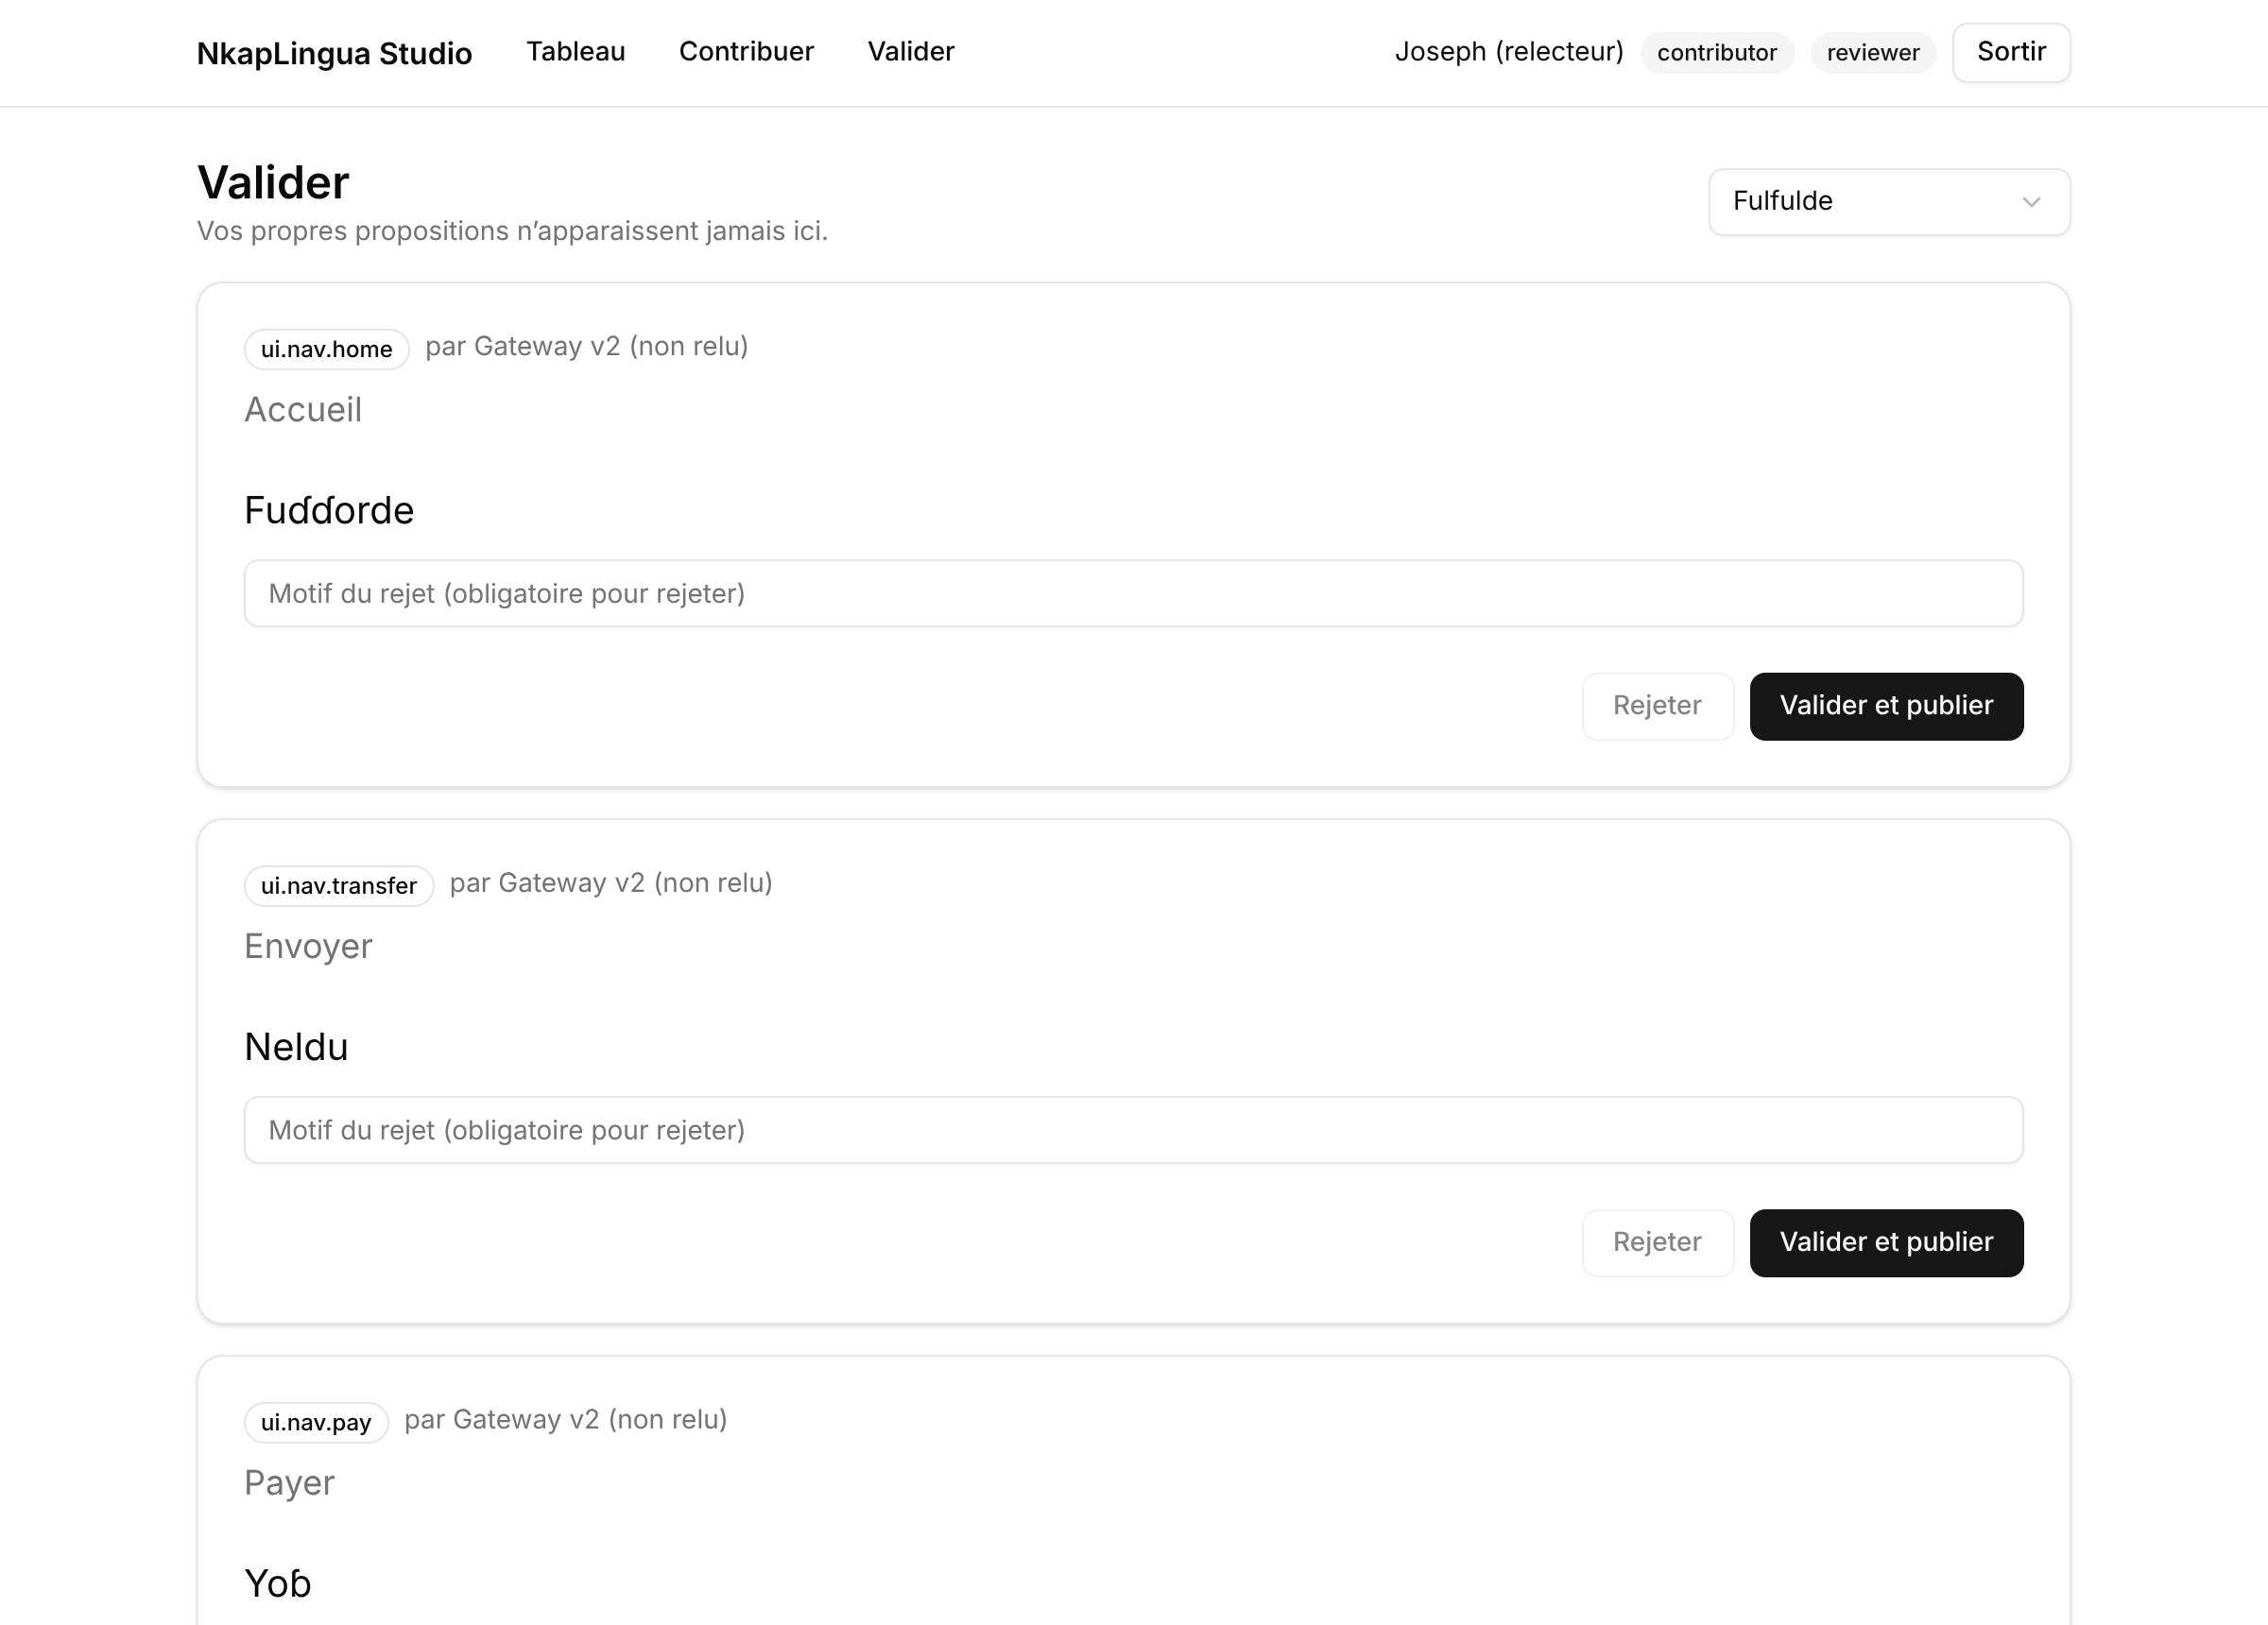 NkapLingua Studio Tableau Contribuer Valider Joseph (relecteur) contributor reviewer Sortir
Valider
Vos propres propositions n’apparaissent jamais ici.
Fulfulde
ui.nav.home par Gateway v2 (non relu)
Accueil
Fuɗɗorde
Motif du rejet (obligatoire pour rejeter)
Rejeter Valider et publier
ui.nav.transfer par Gateway v2 (non relu)
Envoyer
Neldu
Motif du rejet (obligatoire pour rejeter)
Rejeter Valider et publier
ui.nav.pay par Gateway v2 (non relu)
Payer
Yoɓ